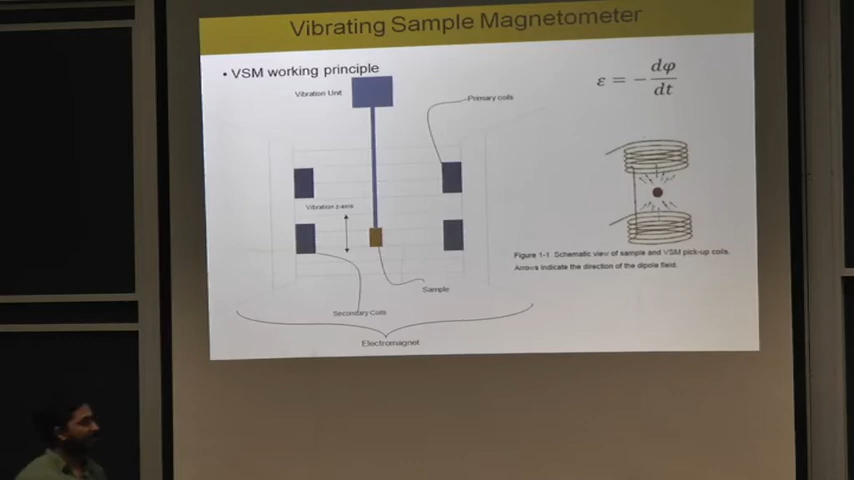 Vibrating Sample Magnetometer
• VSM working principle
Vibration Unit
Primary coils
Vibration z-axis
Sample
Secondary Coils
Electromagnet
ε = − dφ/dt
Figure 1-1. Schematic view of sample and VSM pick-up coils.
Arrows indicate the direction of the dipole field.